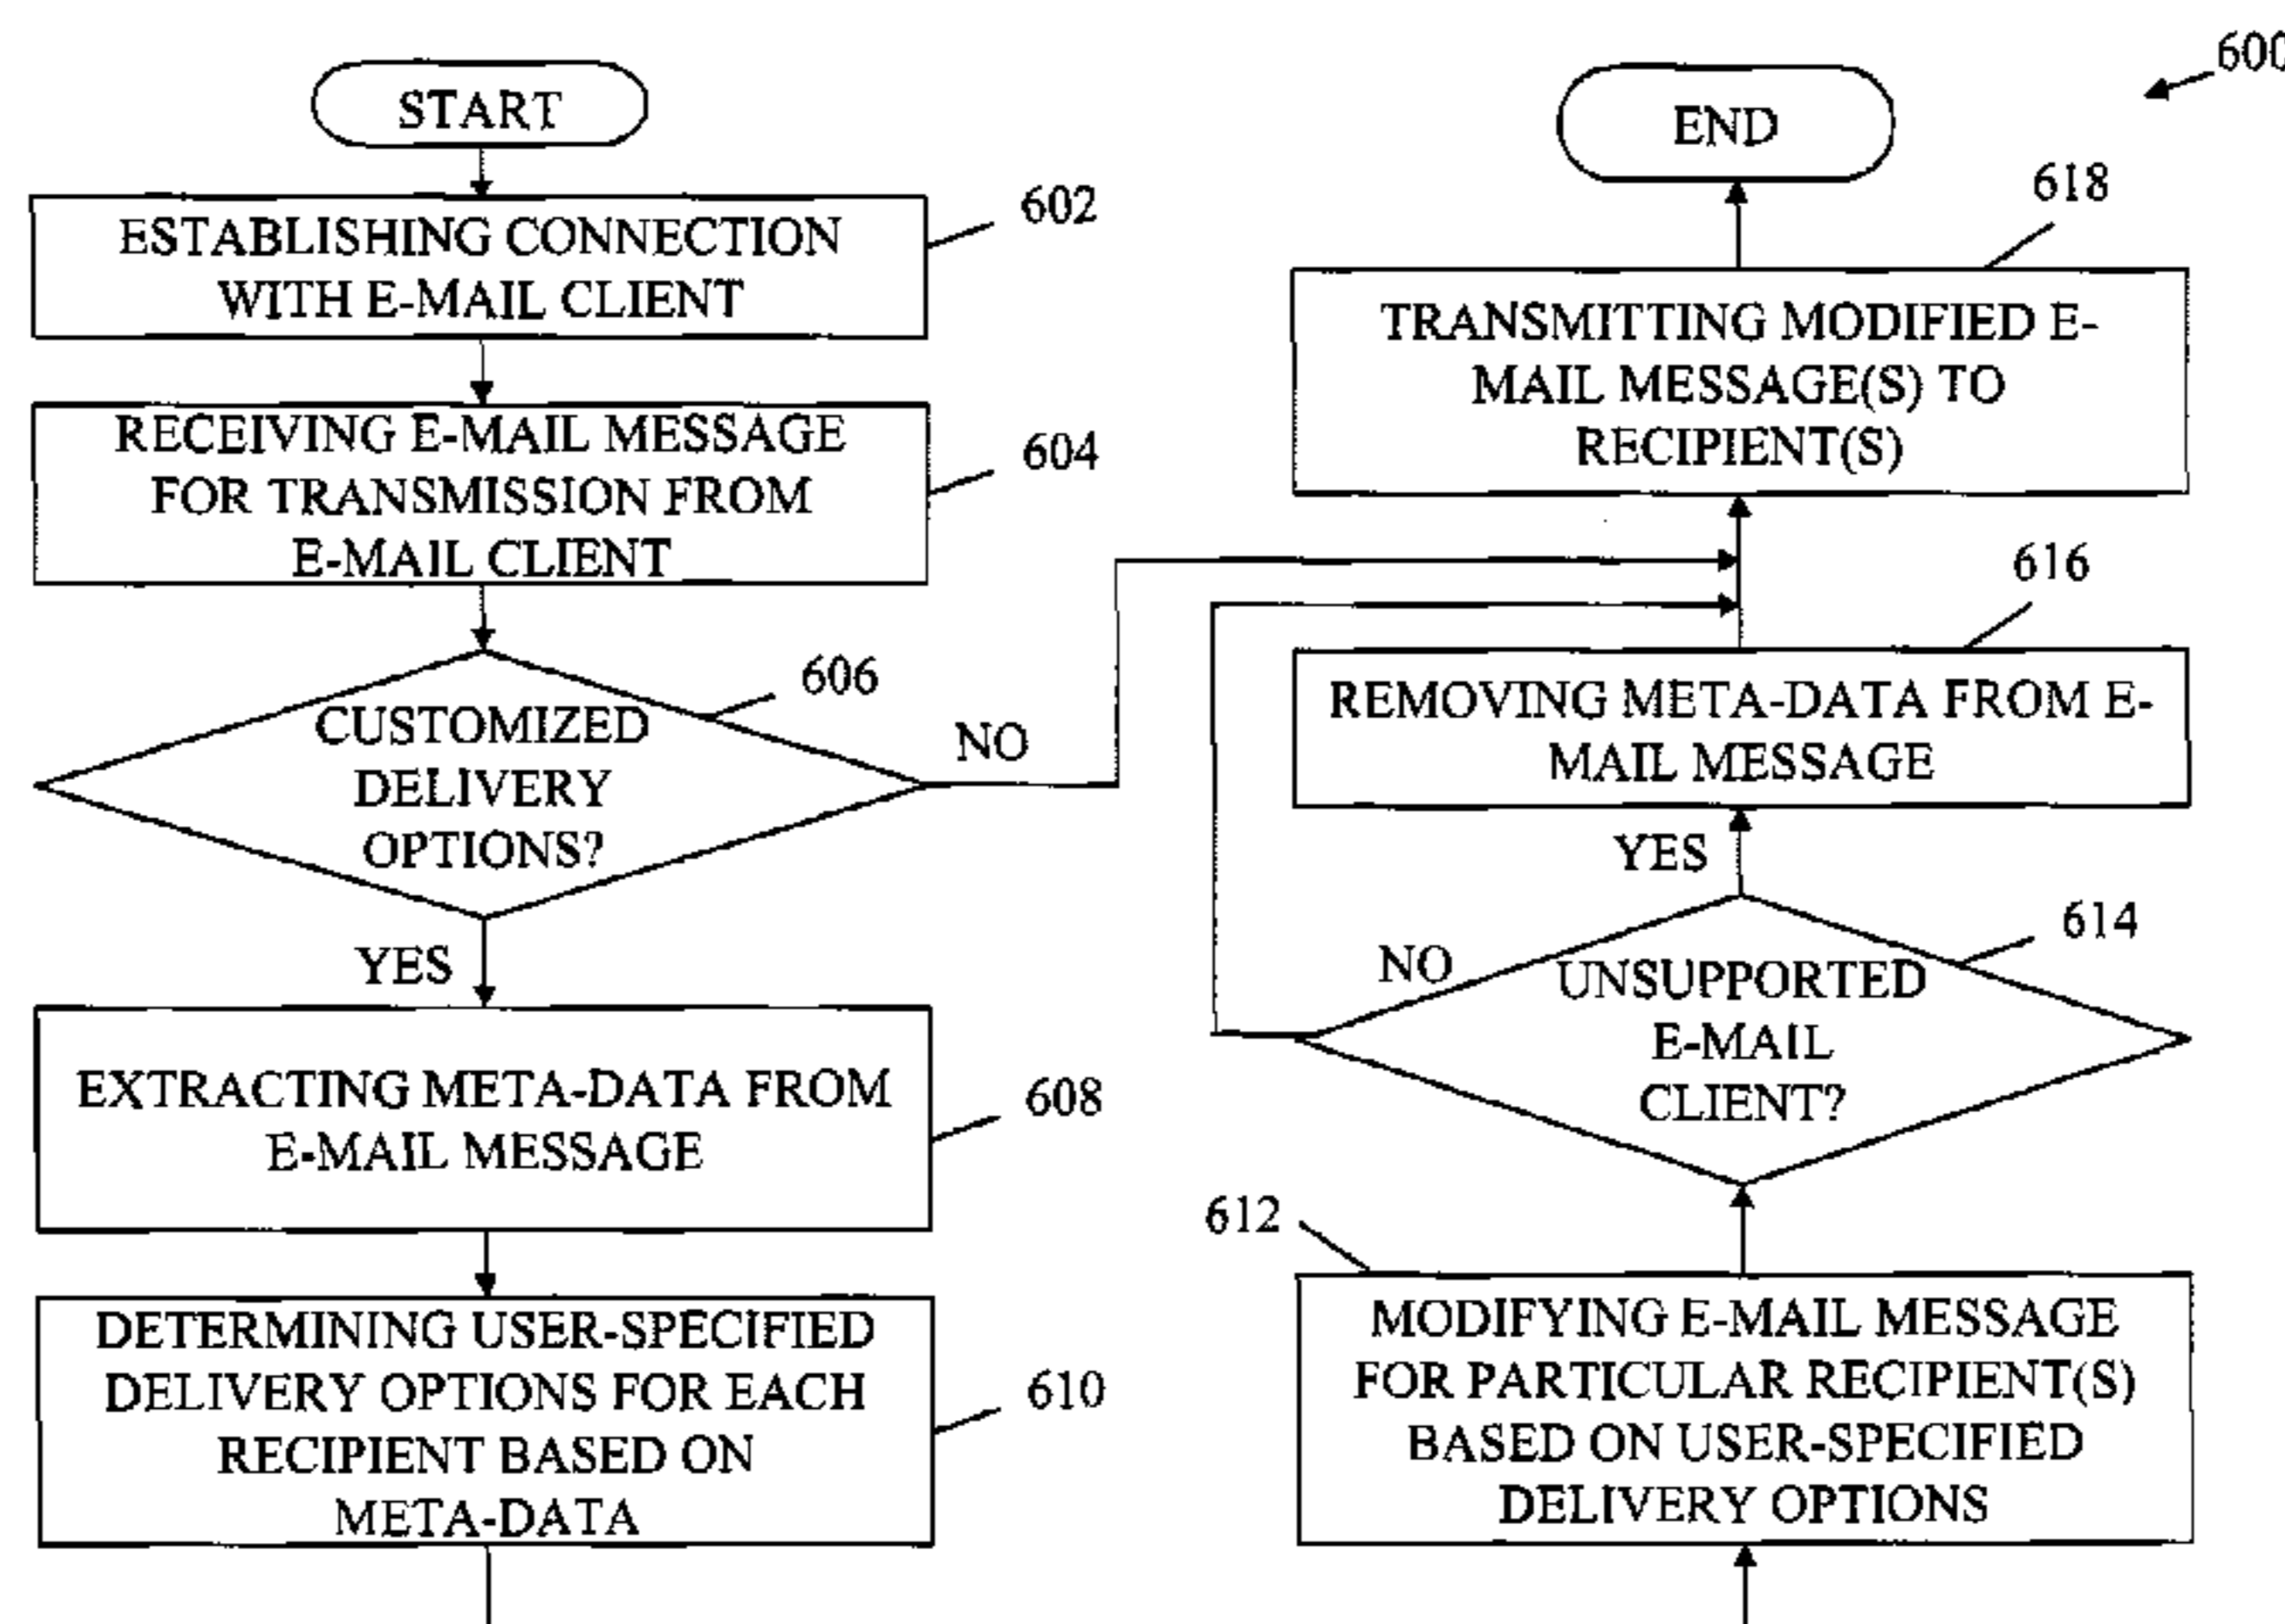 START
ESTABLISHING CONNECTION
WITH E-MAIL CLIENT
602
RECEIVING E-MAIL MESSAGE
FOR TRANSMISSION FROM
E-MAIL CLIENT
604
CUSTOMIZED
DELIVERY
OPTIONS?
606
NO
YES
EXTRACTING META-DATA FROM
E-MAIL MESSAGE
608
DETERMINING USER-SPECIFIED
DELIVERY OPTIONS FOR EACH
RECIPIENT BASED ON
META-DATA
610
600
END
618
TRANSMITTING MODIFIED E-
MAIL MESSAGE(S) TO
RECIPIENT(S)
616
REMOVING META-DATA FROM E-
MAIL MESSAGE
YES
614
NO
UNSUPPORTED
E-MAIL
CLIENT?
612
MODIFYING E-MAIL MESSAGE
FOR PARTICULAR RECIPIENT(S)
BASED ON USER-SPECIFIED
DELIVERY OPTIONS